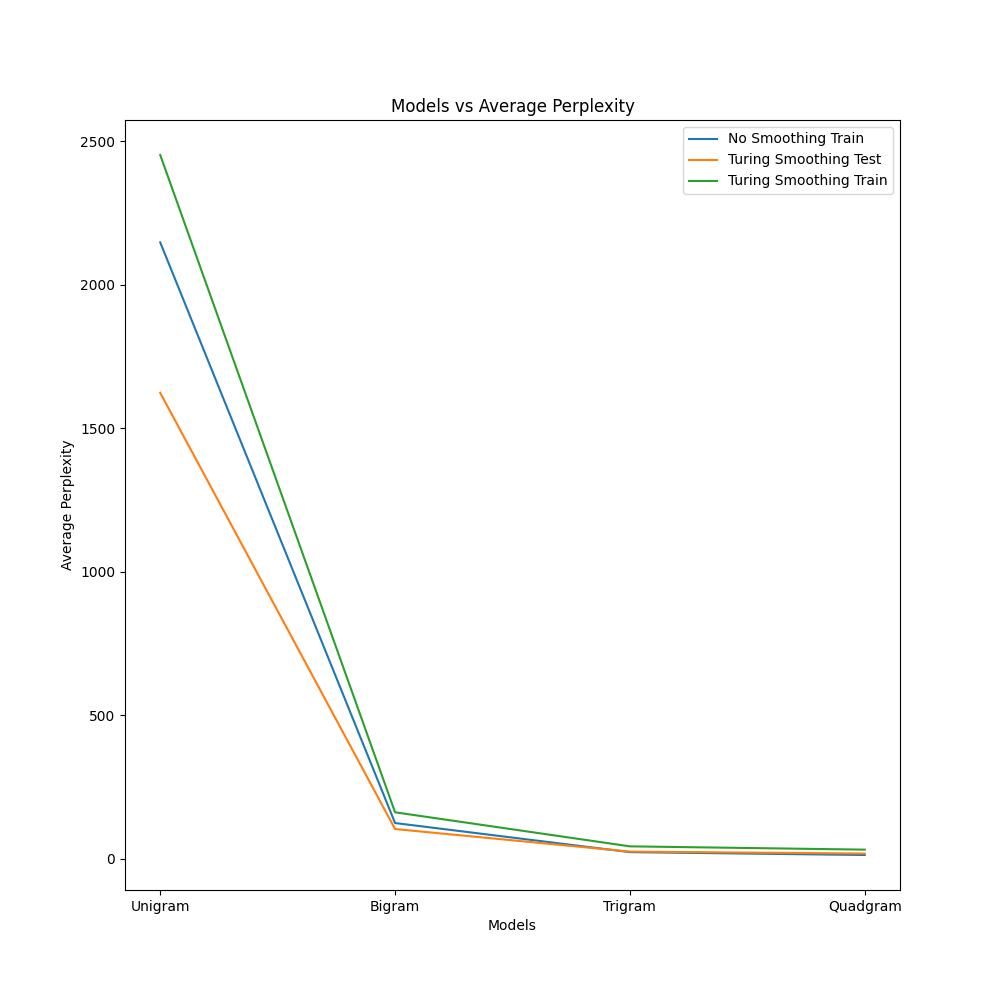 Models vs Average Perplexity
No Smoothing Train
Turing Smoothing Test
Turing Smoothing Train
2500
2000
1500
1000
500
0
Average Perplexity
Unigram
Bigram
Trigram
Quadgram
Models